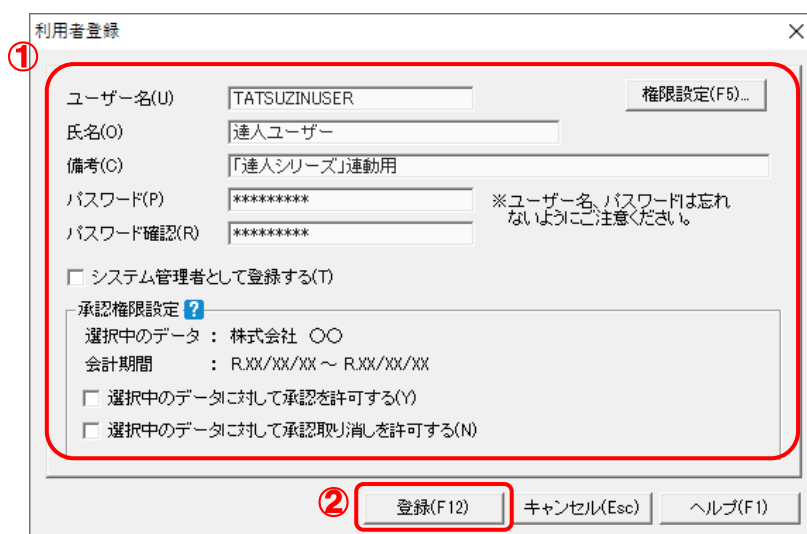 利用者登録
①
ユーザー名(U) TATSUZINUSER 権限設定(F5)...
氏名(O) 達人ユーザー
備考(C) 「達人シリーズ」連動用
パスワード(P) *********
※ユーザー名、パスワードは忘れ
ないようにご注意ください。
パスワード確認(R) *********
システム管理者として登録する(T)
承認権限設定 ?
選択中のデータ : 株式会社 〇〇
会計期間 : R.XX/XX/XX ~ R.XX/XX/XX
選択中のデータに対して承認を許可する(Y)
選択中のデータに対して承認取り消しを許可する(N)
② 登録(F12) キャンセル(Esc) ヘルプ(F1)